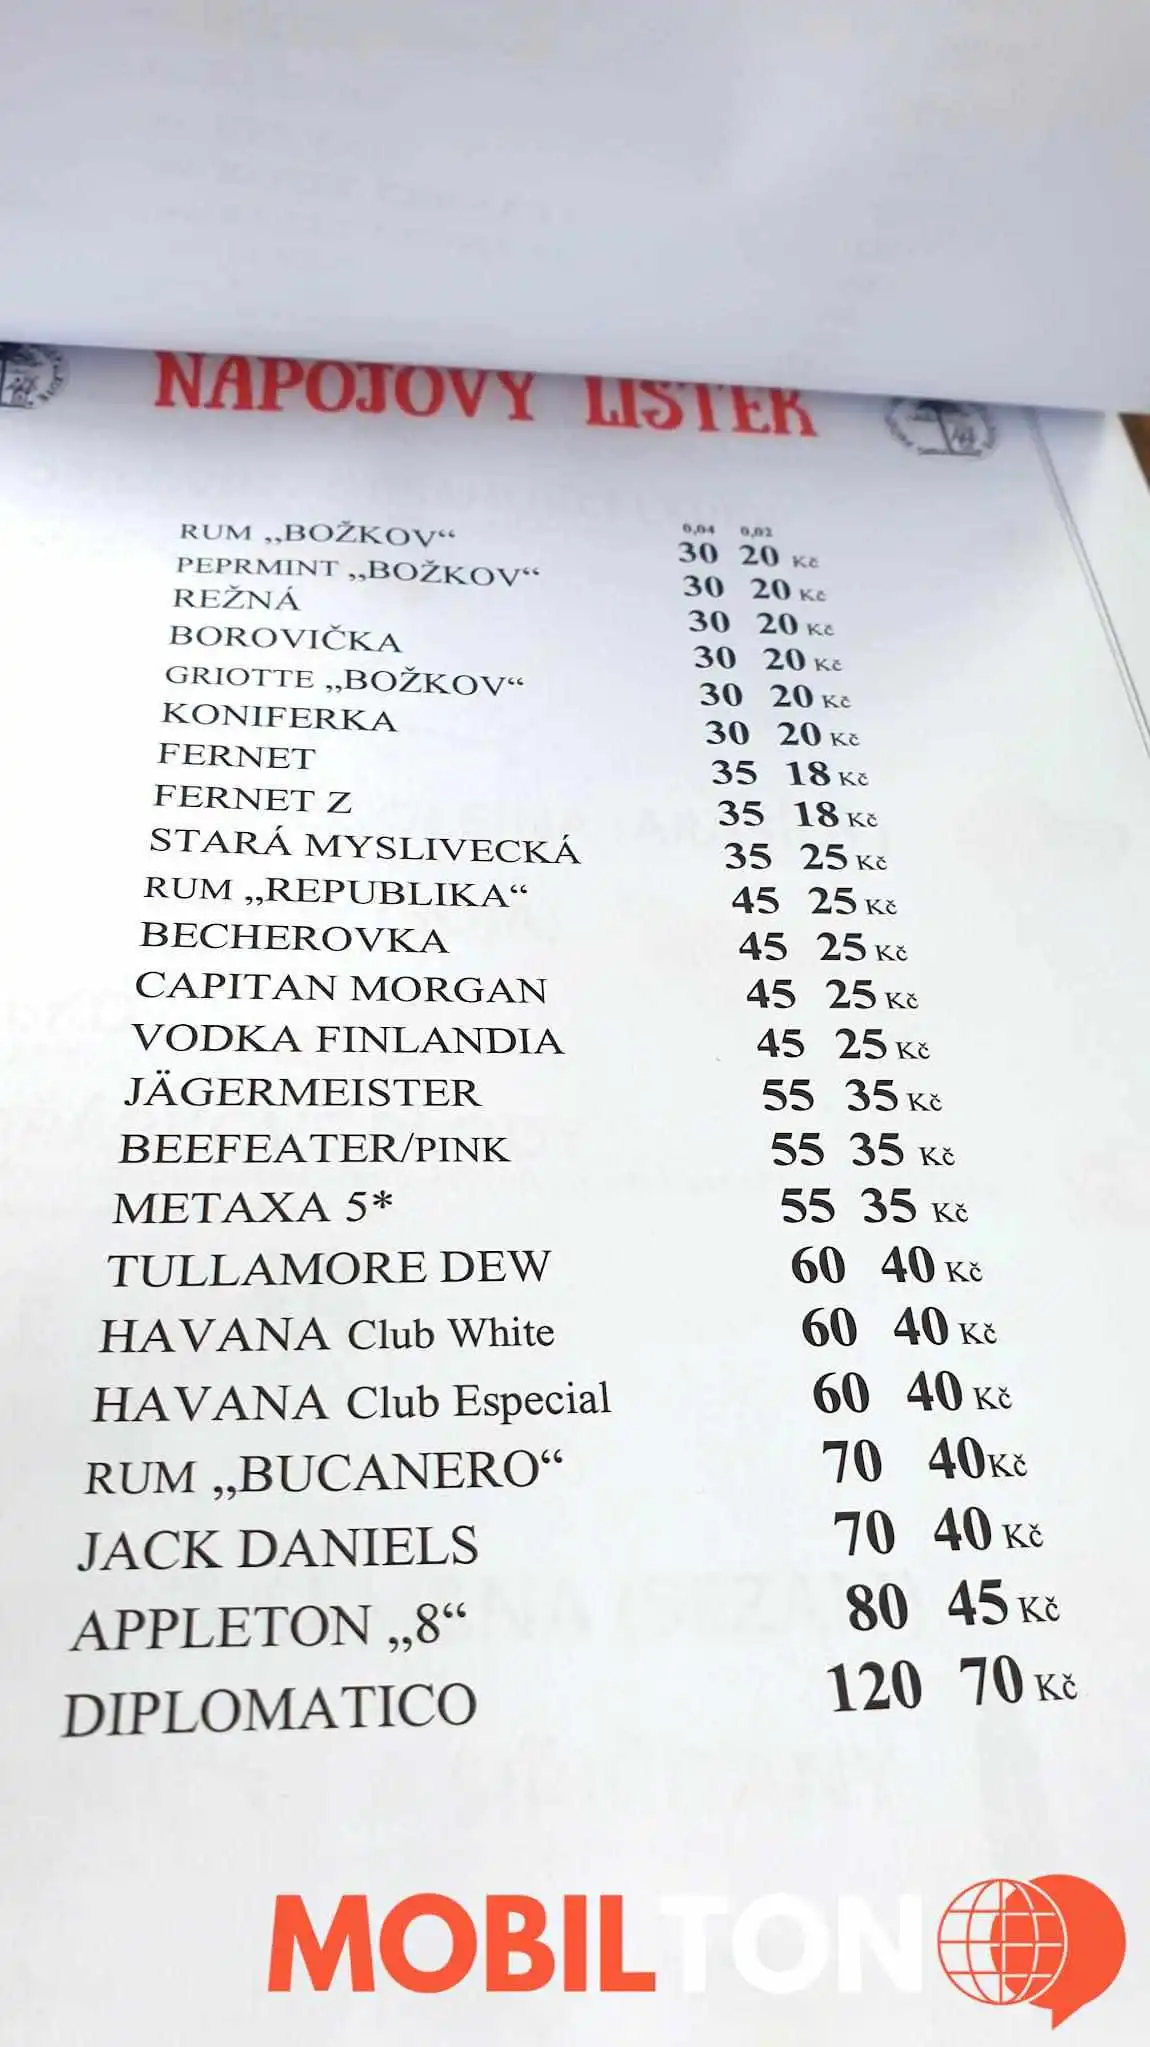 NÁPOJOVÝ LÍSTEK
0,04 0,02
RUM „BOŽKOV“ 30 20 Kč
PEPRMINT „BOŽKOV“ 30 20 Kč
REŽNÁ 30 20 Kč
BOROVIČKA 30 20 Kč
GRIOTTE „BOŽKOV“ 30 20 Kč
KONIFERKA 30 20 Kč
FERNET 35 18 Kč
FERNET Z 35 18 Kč
STARÁ MYSLIVECKÁ 35 25 Kč
RUM „REPUBLIKA“ 45 25 Kč
BECHEROVKA 45 25 Kč
CAPITAN MORGAN 45 25 Kč
VODKA FINLANDIA 45 25 Kč
JÄGERMEISTER 55 35 Kč
BEEFEATER/PINK 55 35 Kč
METAXA 5* 55 35 Kč
TULLAMORE DEW 60 40 Kč
HAVANA Club White 60 40 Kč
HAVANA Club Especial 60 40 Kč
RUM „BUCANERO“ 70 40 Kč
JACK DANIELS 70 40 Kč
APPLETON „8“ 80 45 Kč
DIPLOMATICO 120 70 Kč
MOBILTON